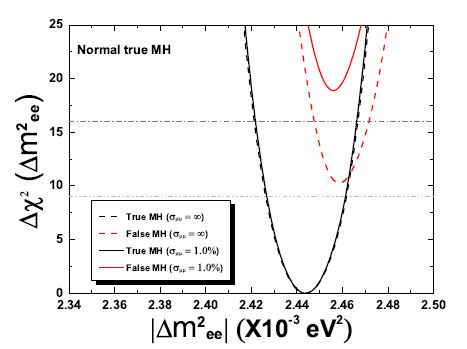 Normal true MH
25
20
15
10
5
0
Δχ² (Δm²ee)
True MH (σμμ = ∞)
False MH (σμμ = ∞)
True MH (σμμ = 1.0%)
False MH (σμμ = 1.0%)
2.34 2.36 2.38 2.40 2.42 2.44 2.46 2.48 2.50
|Δm²ee| (X10⁻³ eV²)